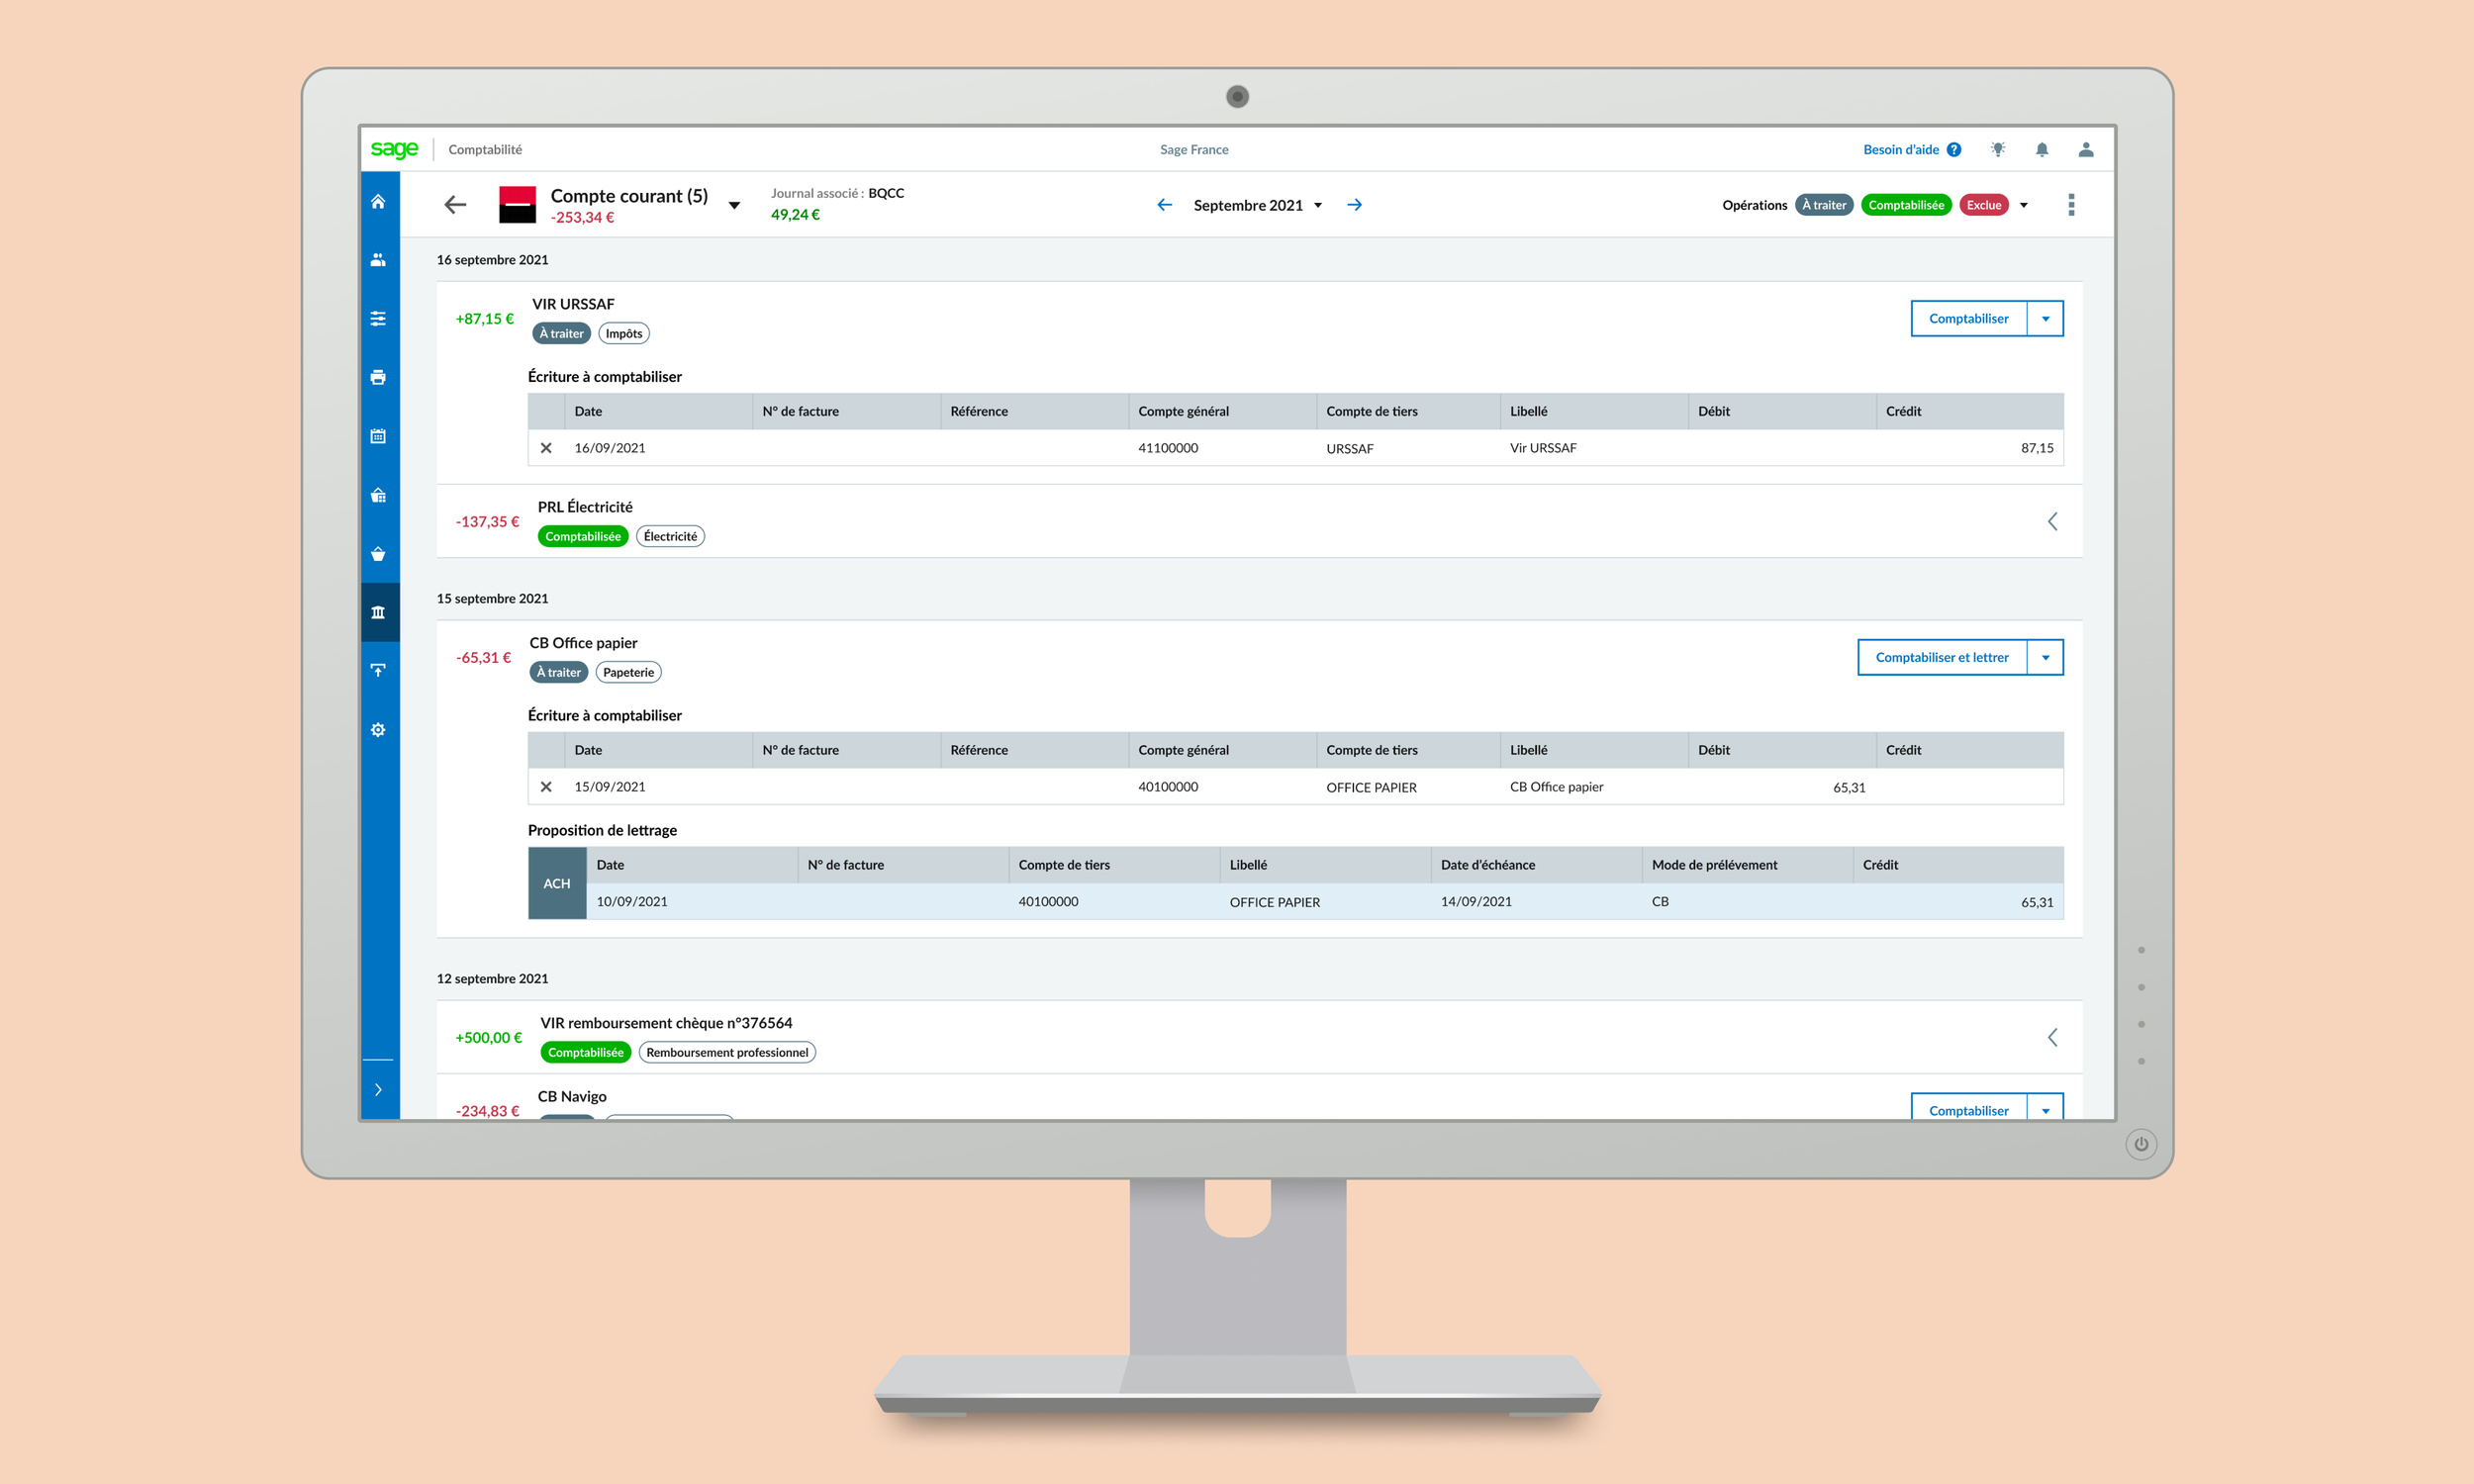 sage
Comptabilité
Sage France
Besoin d'aide ?
Compte courant (5)
-253,34 €
Journal associé : BQCC
49,24 €
Septembre 2021
Opérations À traiter Comptabilisée Exclue
16 septembre 2021
+87,15 €
VIR URSSAF
À traiter Impôts
Comptabiliser
Écriture à comptabiliser
Date N° de facture Référence Compte général Compte de tiers Libellé Débit Crédit
16/09/2021 41100000 URSSAF Vir URSSAF 87,15
-137,35 €
PRL Électricité
Comptabilisée Électricité
15 septembre 2021
-65,31 €
CB Office papier
À traiter Papeterie
Comptabiliser et lettrer
Écriture à comptabiliser
Date N° de facture Référence Compte général Compte de tiers Libellé Débit Crédit
15/09/2021 40100000 OFFICE PAPIER CB Office papier 65,31
Proposition de lettrage
ACH
Date N° de facture Compte de tiers Libellé Date d'échéance Mode de prélévement Crédit
10/09/2021 40100000 OFFICE PAPIER 14/09/2021 CB 65,31
12 septembre 2021
+500,00 €
VIR remboursement chèque n°376564
Comptabilisée Remboursement professionnel
-234,83 €
CB Navigo
Comptabiliser